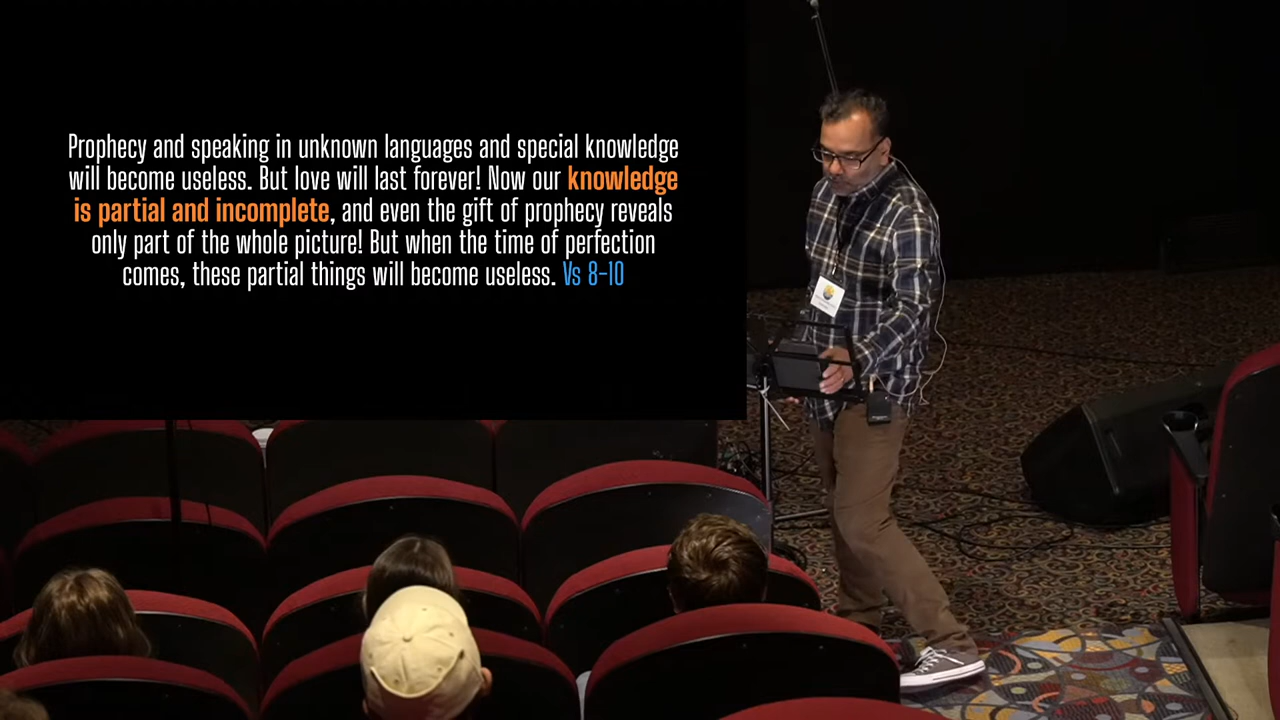 Prophecy and speaking in unknown languages and special knowledge
will become useless. But love will last forever! Now our knowledge
is partial and incomplete, and even the gift of prophecy reveals
only part of the whole picture! But when the time of perfection
comes, these partial things will become useless. Vs 8-10